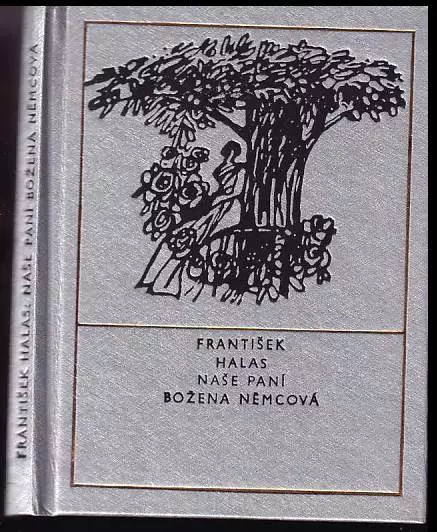 FRANTIŠEK HALAS: NAŠE PANÍ BOŽENA NĚMCOVÁ
FRANTIŠEK
HALAS
NAŠE PANÍ
BOŽENA NĚMCOVÁ